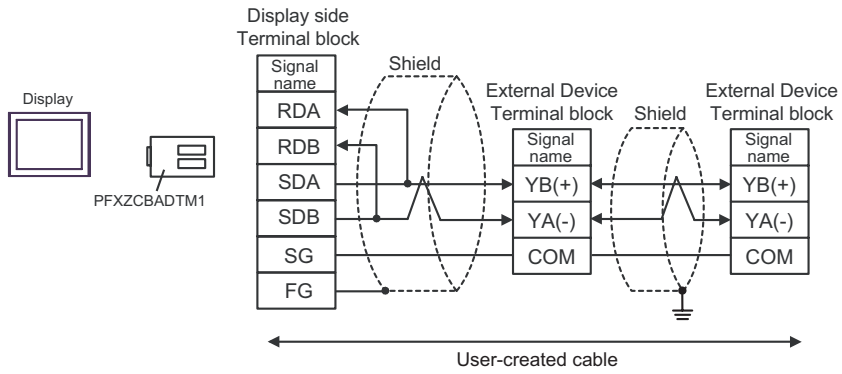 Display side
Terminal block
Signal
name
RDA
RDB
SDA
SDB
SG
FG
Shield
Display
PFXZCBADTM1
External Device
Terminal block
Signal
name
YB(+)
YA(-)
COM
Shield
External Device
Terminal block
Signal
name
YB(+)
YA(-)
COM
User-created cable